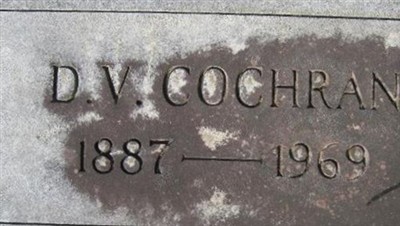 D.V. COCHRAN
1887 — 1969